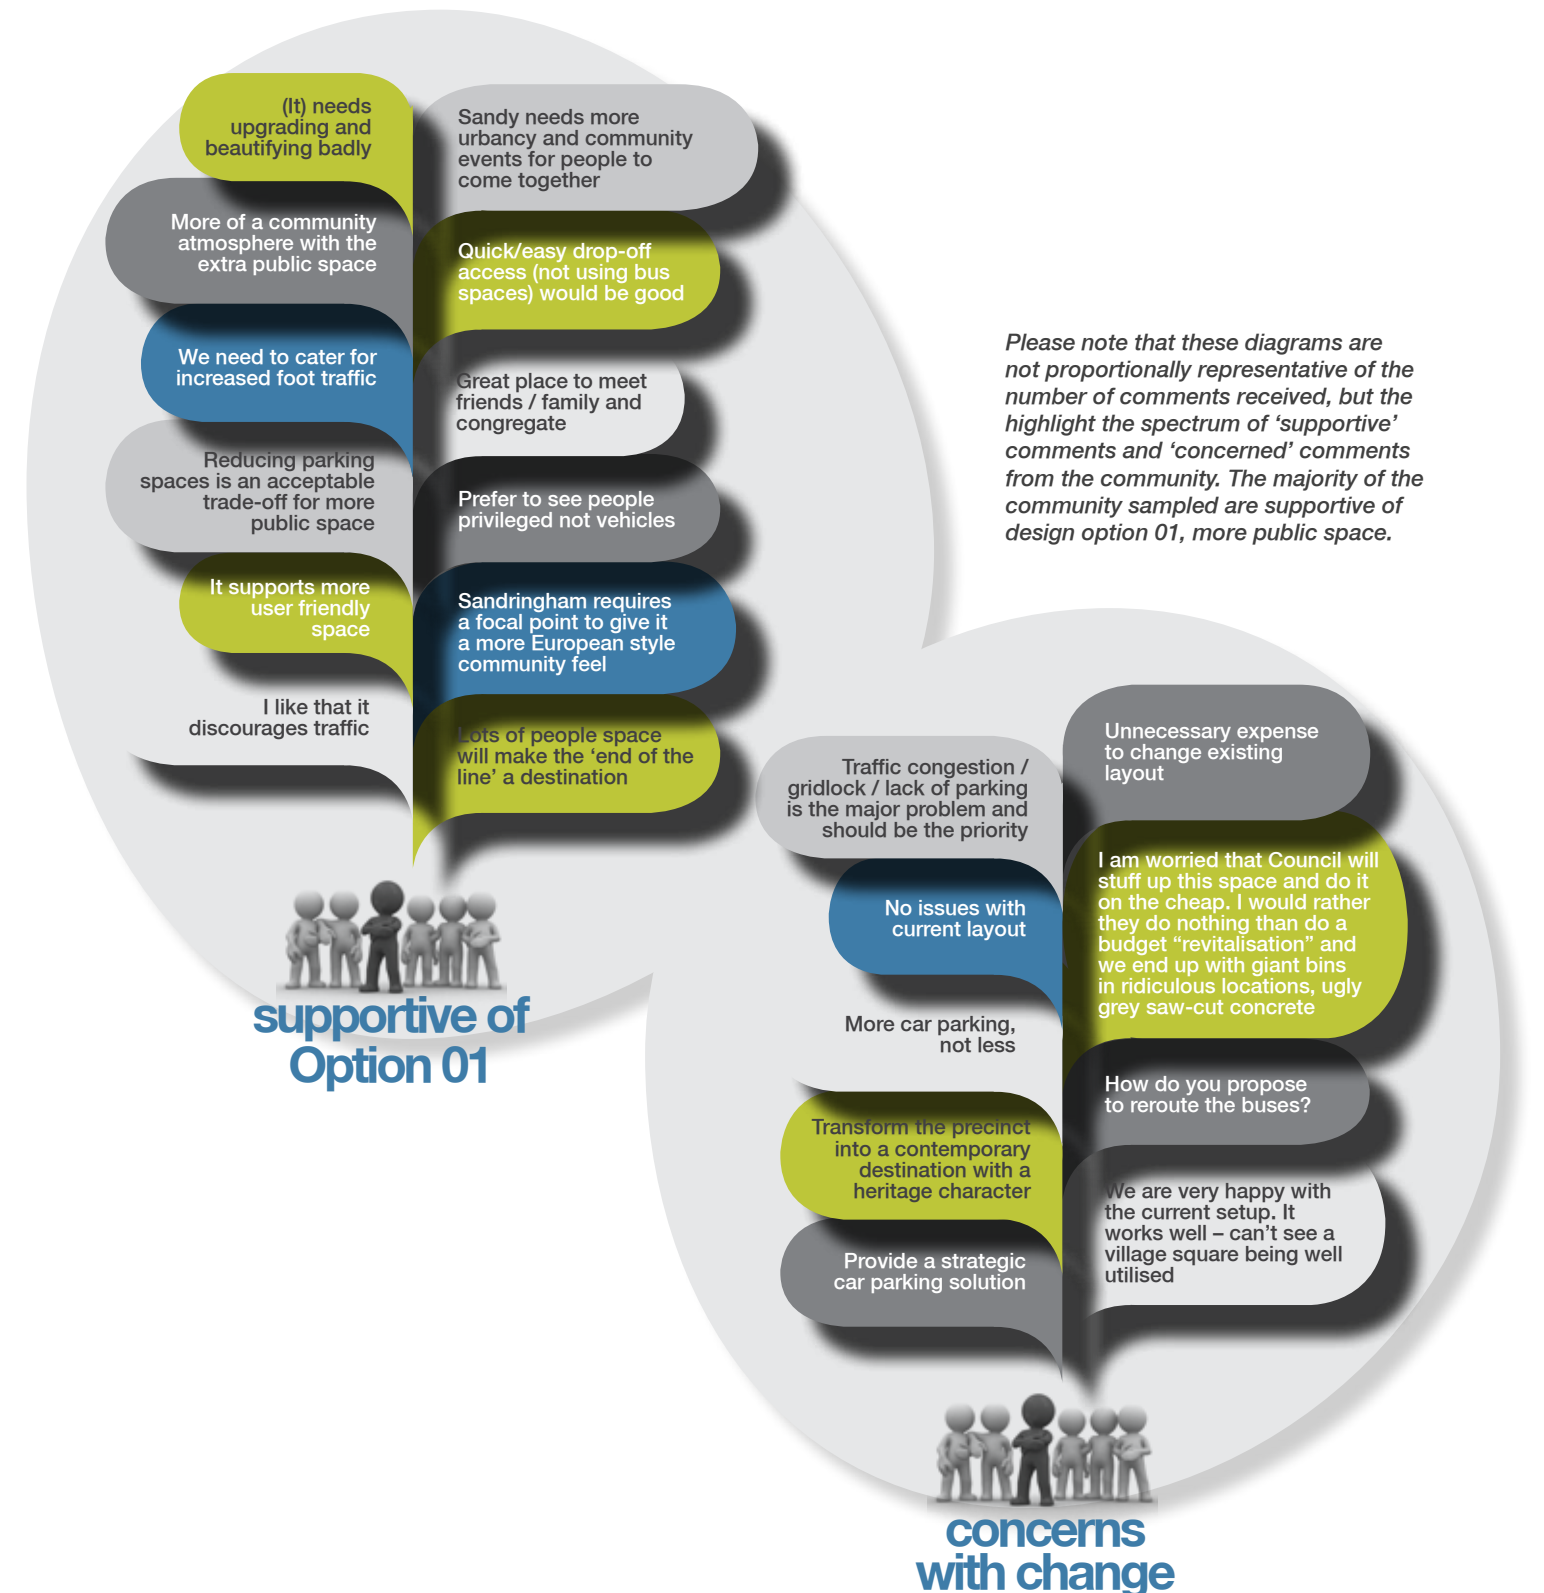 (It) needs
upgrading and
beautifying badly
More of a community
atmosphere with the
extra public space
We need to cater for
increased foot traffic
Reducing parking
spaces is an acceptable
trade-off for more
public space
It supports more
user friendly
space
I like that it
discourages traffic
Sandy needs more
urbancy and community
events for people to
come together
Quick/easy drop-off
access (not using bus
spaces) would be good
Great place to meet
friends / family and
congregate
Prefer to see people
privileged not vehicles
Sandringham requires
a focal point to give it
a more European style
community feel
Lots of people space
will make the ‘end of the
line’ a destination
supportive of
Option 01
Please note that these diagrams are
not proportionally representative of the
number of comments received, but the
highlight the spectrum of ‘supportive’
comments and ‘concerned’ comments
from the community. The majority of the
community sampled are supportive of
design option 01, more public space.
Traffic congestion /
gridlock / lack of parking
is the major problem and
should be the priority
No issues with
current layout
More car parking,
not less
Transform the precinct
into a contemporary
destination with a
heritage character
Provide a strategic
car parking solution
Unnecessary expense
to change existing
layout
I am worried that Council will
stuff up this space and do it
on the cheap. I would rather
they do nothing than do a
budget “revitalisation” and
we end up with giant bins
in ridiculous locations, ugly
grey saw-cut concrete
How do you propose
to reroute the buses?
We are very happy with
the current setup. It
works well – can’t see a
village square being well
utilised
concerns
with change